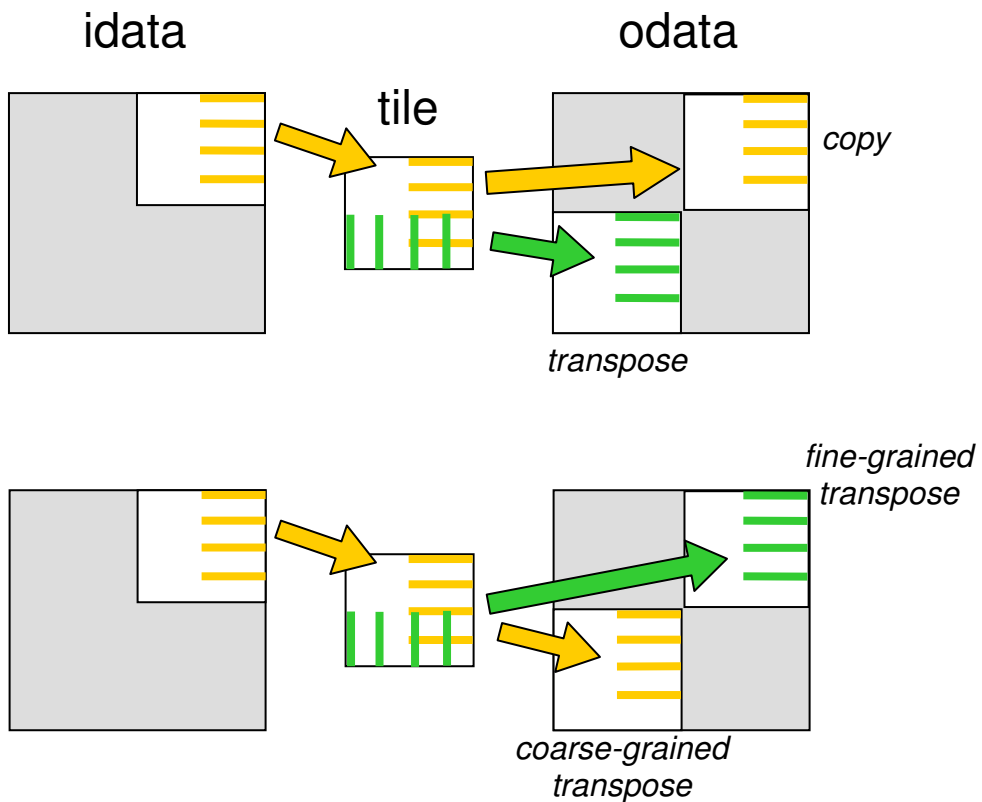 idata
odata
tile
copy
transpose
fine-grained
transpose
coarse-grained
transpose